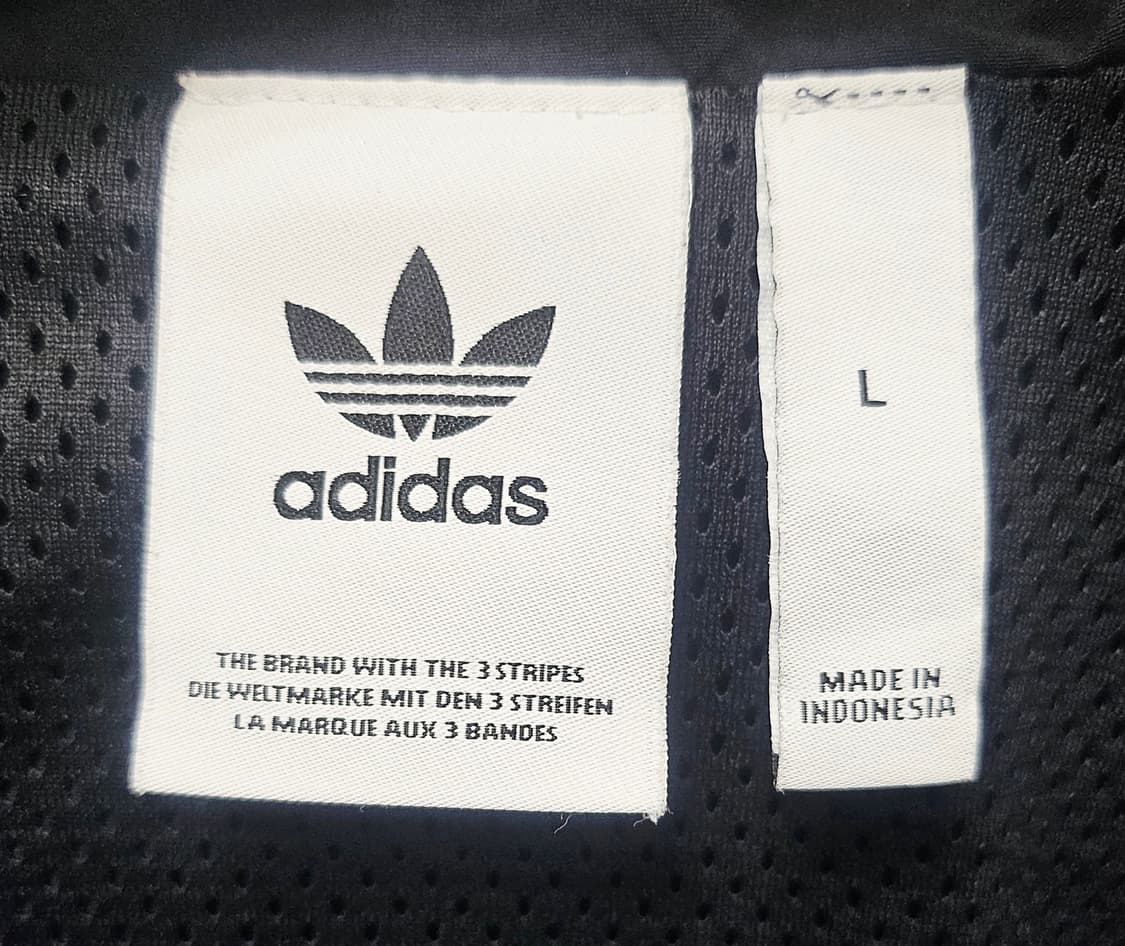 adidas
THE BRAND WITH THE 3 STRIPES
DIE WELTMARKE MIT DEN 3 STREIFEN
LA MARQUE AUX 3 BANDES
L
MADE IN
INDONESIA